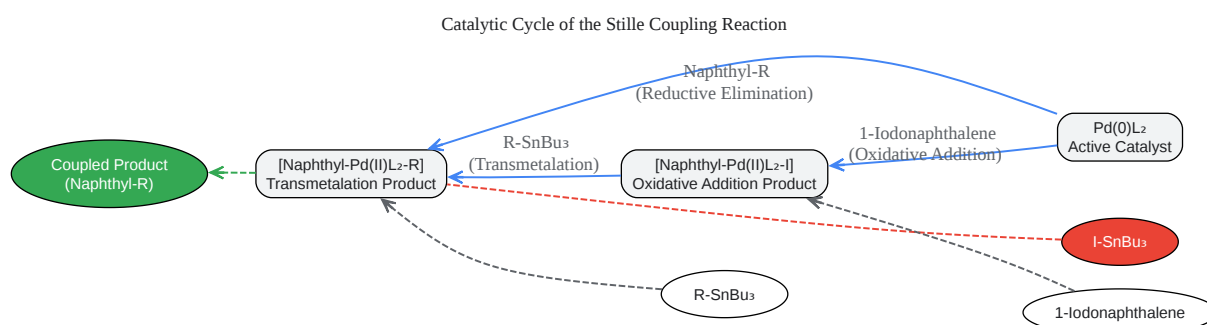 Catalytic Cycle of the Stille Coupling Reaction
Naphthyl-R
(Reductive Elimination)
Pd(0)L₂
Active Catalyst
1-Iodonaphthalene
(Oxidative Addition)
R-SnBu₃
(Transmetalation)
Coupled Product
(Naphthyl-R)
[Naphthyl-Pd(II)L₂-R]
Transmetalation Product
[Naphthyl-Pd(II)L₂-I]
Oxidative Addition Product
I-SnBu₃
R-SnBu₃
1-Iodonaphthalene